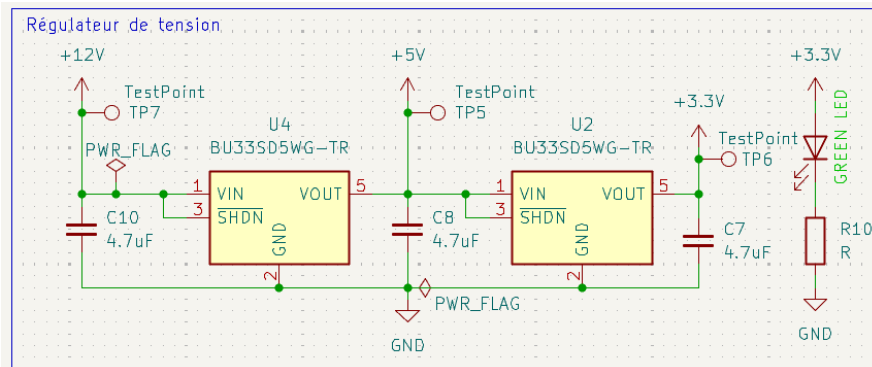 Régulateur de tension
+12V
TestPoint
TP7
PWR_FLAG
C10
4.7uF
U4
BU33SD5WG-TR
1
VIN
VOUT
5
3
SHDN
GND
2
+5V
TestPoint
TP5
C8
4.7uF
PWR_FLAG
GND
U2
BU33SD5WG-TR
1
VIN
VOUT
5
3
SHDN
GND
2
+3.3V
TestPoint
TP6
C7
4.7uF
+3.3V
GREEN LED
R10
R
GND